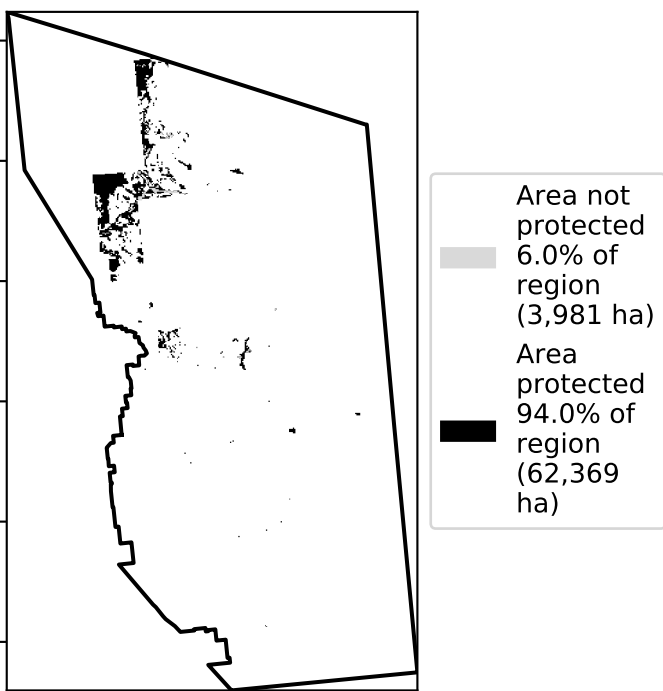 Area not
protected
6.0% of
region
(3,981 ha)
Area
protected
94.0% of
region
(62,369
ha)